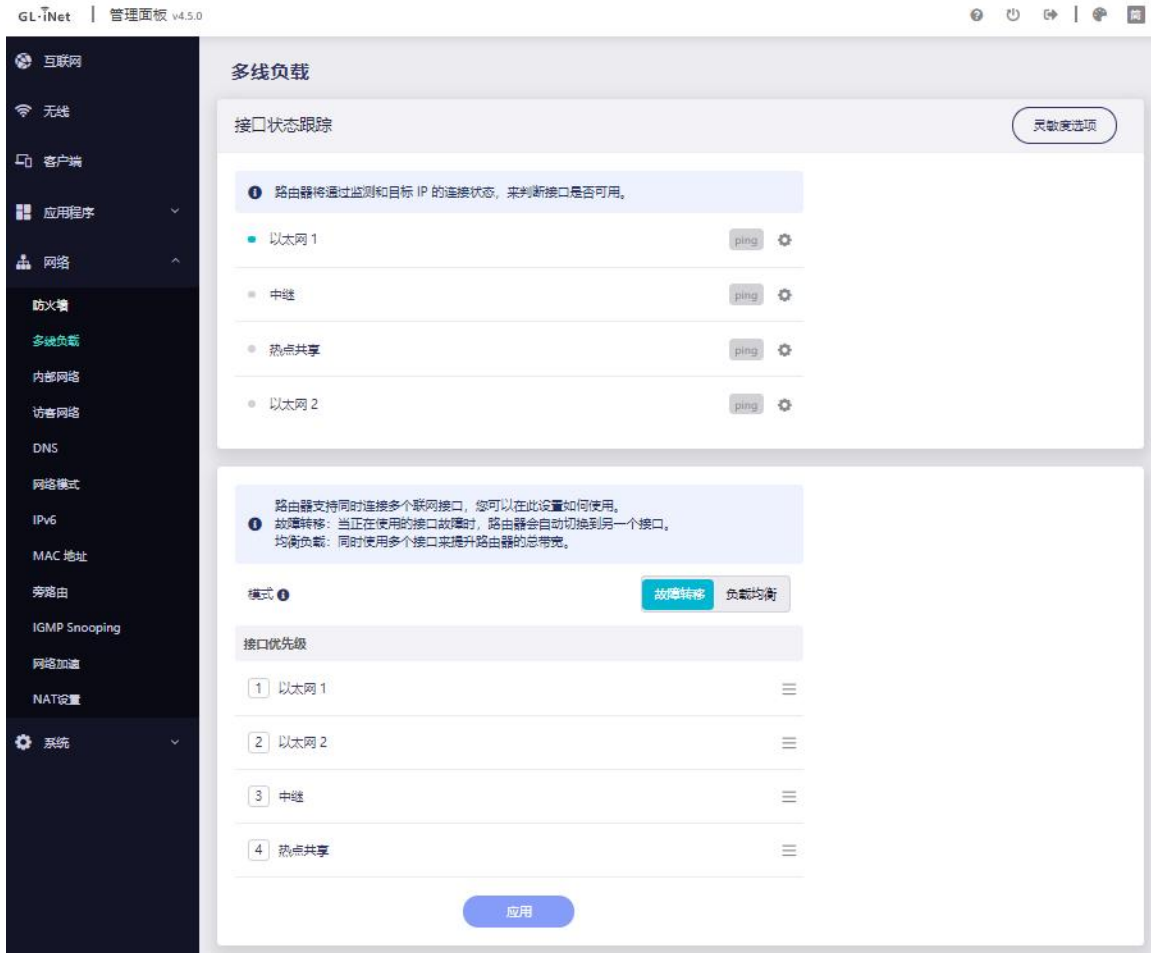 GL·iNet | 管理面板 v4.5.0
简
互联网
无线
客户端
应用程序
网络
防火墙
多线负载
内部网络
访客网络
DNS
网络模式
IPv6
MAC 地址
旁路由
IGMP Snooping
网络加速
NAT设置
系统
多线负载
接口状态跟踪
灵敏度选项
路由器将通过监测和目标 IP 的连接状态，来判断接口是否可用。
以太网 1 ping
中继 ping
热点共享 ping
以太网 2 ping
路由器支持同时连接多个联网接口，您可以在此设置如何使用。
故障转移：当正在使用的接口故障时，路由器会自动切换到另一个接口。
均衡负载：同时使用多个接口来提升路由器的总带宽。
模式 故障转移 负载均衡
接口优先级
1 以太网 1
2 以太网 2
3 中继
4 热点共享
应用